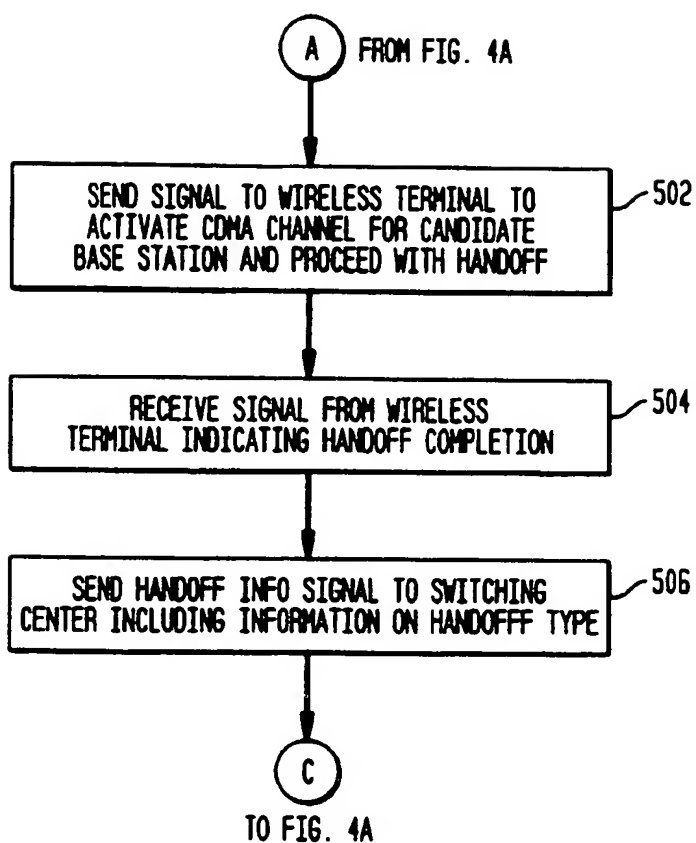 A FROM FIG. 4A
SEND SIGNAL TO WIRELESS TERMINAL TO
ACTIVATE CDMA CHANNEL FOR CANDIDATE
BASE STATION AND PROCEED WITH HANDOFF
502
RECEIVE SIGNAL FROM WIRELESS
TERMINAL INDICATING HANDOFF COMPLETION
504
SEND HANDOFF INFO SIGNAL TO SWITCHING
CENTER INCLUDING INFORMATION ON HANDOFFF TYPE
506
C
TO FIG. 4A